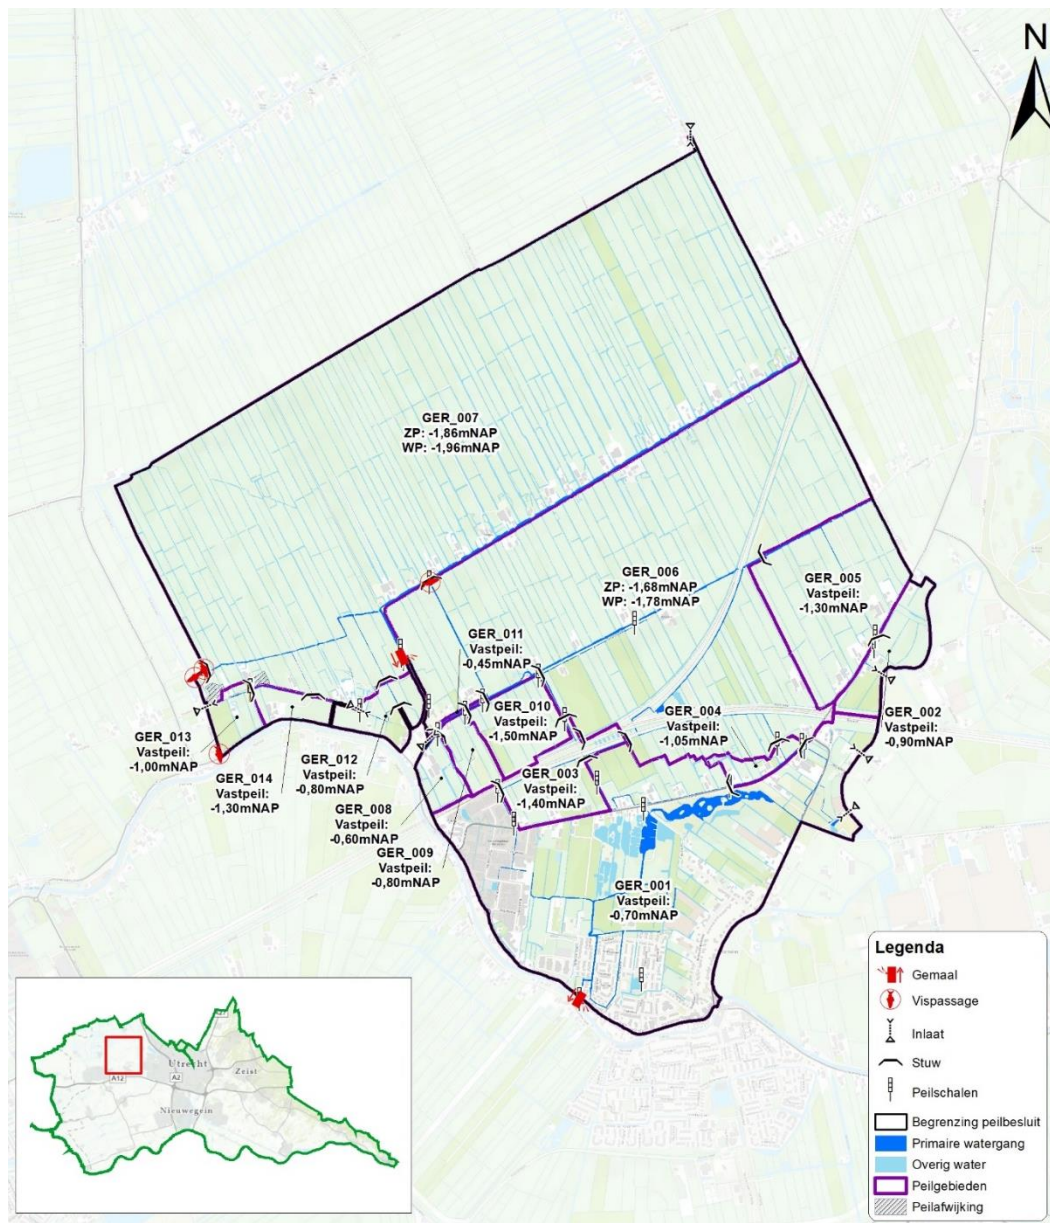 N
GER_007
ZP: -1,86mNAP
WP: -1,96mNAP
GER_006
ZP: -1,68mNAP
WP: -1,78mNAP
GER_005
Vastpeil:
-1,30mNAP
GER_011
Vastpeil:
-0,45mNAP
GER_010
Vastpeil:
-1,50mNAP
GER_004
Vastpeil:
-1,05mNAP
GER_002
Vastpeil:
-0,90mNAP
GER_013
Vastpeil:
-1,00mNAP
GER_014
Vastpeil:
-1,30mNAP
GER_012
Vastpeil:
-0,80mNAP
GER_003
Vastpeil:
-1,40mNAP
GER_008
Vastpeil:
-0,60mNAP
GER_009
Vastpeil:
-0,80mNAP
GER_001
Vastpeil:
-0,70mNAP
Legenda
Gemaal
Vispassage
Inlaat
Stuw
Peilschalen
Begrenzing peilbesluit
Primaire watergang
Overig water
Peilgebieden
Peilafwijking
Utrecht
Zeist
A12
A2
Nieuwegein